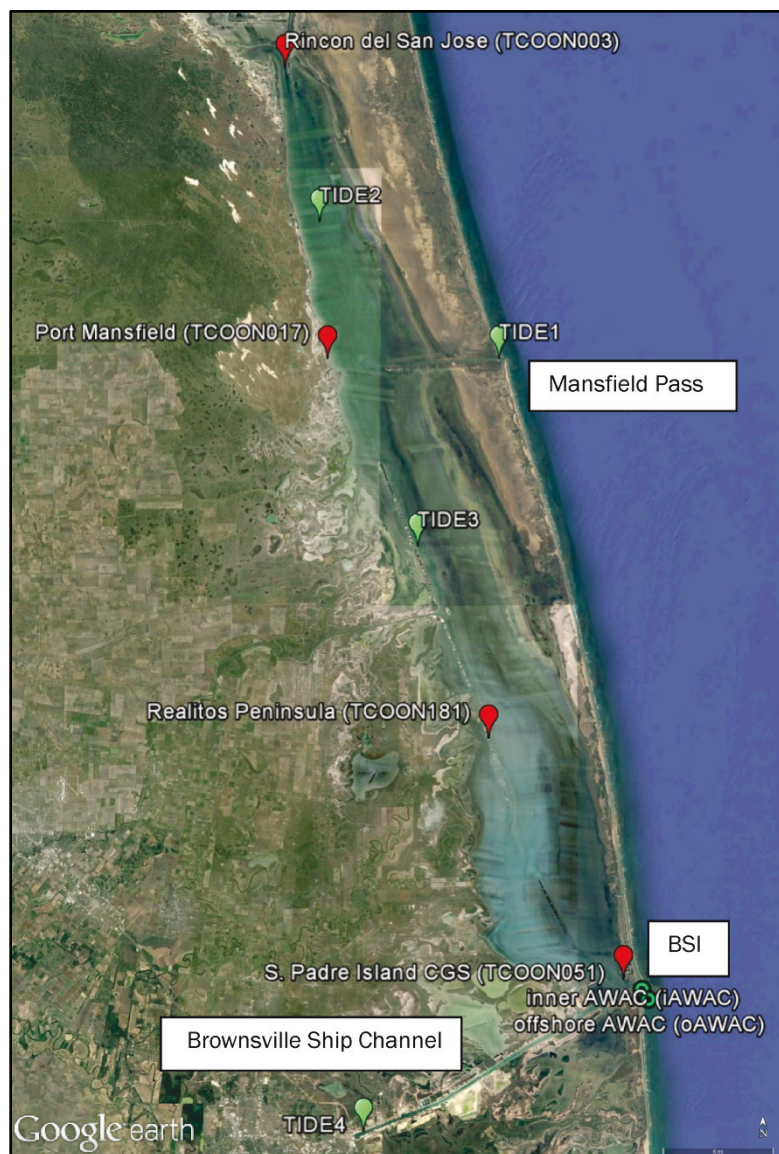 Rincon del San Jose (TCOON003)
TIDE2
Port Mansfield (TCOON017)
TIDE1
Mansfield Pass
TIDE3
Realitos Peninsula (TCOON181)
BSI
S. Padre Island CGS (TCOON051)
inner AWAC (iAWAC)
offshore AWAC (oAWAC)
Brownsville Ship Channel
TIDE4
Google earth
N